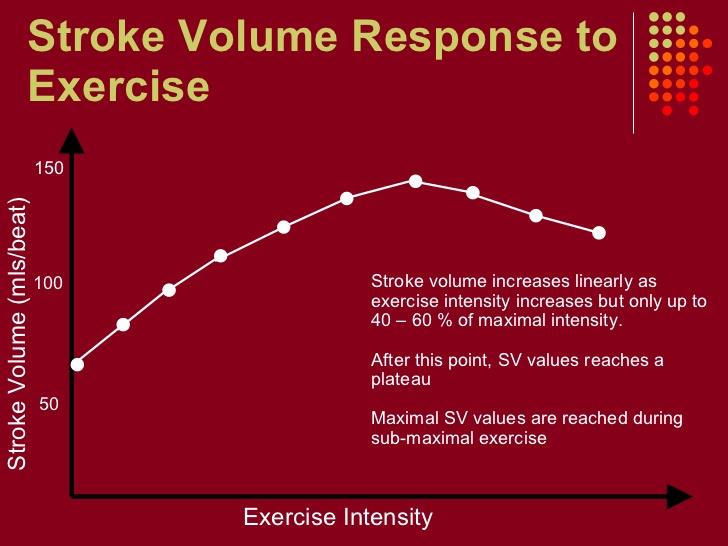 Stroke Volume Response to
Exercise
150
100
50
Stroke Volume (mls/beat)
Stroke volume increases linearly as
exercise intensity increases but only up to
40 – 60 % of maximal intensity.
After this point, SV values reaches a
plateau
Maximal SV values are reached during
sub-maximal exercise
Exercise Intensity